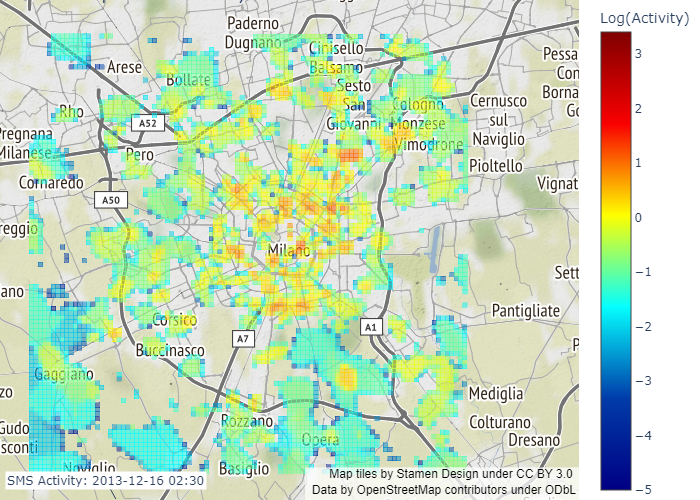 Log(Activity)
Paderno
Dugnano
Cinisello
Balsamo
Sesto
San
Giovanni
Arese
Bollate
Cologno
Monzese
Vimodrone
Cernusco
sul
Naviglio
Pioltello
Pessa
Con
Borna
Go
Rho
A52
Pregnana
Milanese
Pero
Cornaredo
A50
Vignat
reggio
Milano
Sett
ano
Pantigliate
Corsico
A7
A1
Buccinasco
P
Gaggiano
zo
Mediglia
Rozzano
Colturano
Gudo
sconti
Opera
Dresano
Noviglio
Basiglio
SMS Activity: 2013-12-16 02:30
Map tiles by Stamen Design under CC BY 3.0
Data by OpenStreetMap contributors under ODbL
3
2
1
0
−1
−2
−3
−4
−5